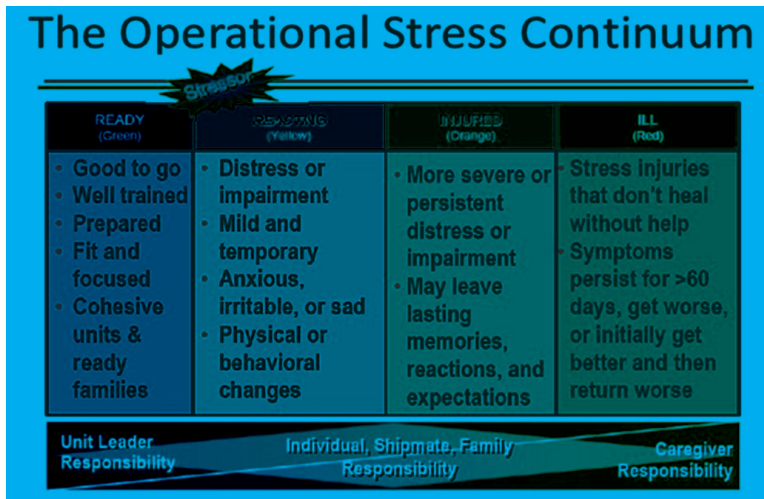 The Operational Stress Continuum
Stressor
READY
(Green)
• Good to go
• Well trained
• Prepared
• Fit and
focused
• Cohesive
units &
ready
families
REACTING
(Yellow)
• Distress or
impairment
• Mild and
temporary
• Anxious,
irritable, or sad
• Physical or
behavioral
changes
INJURED
(Orange)
• More severe or
persistent
distress or
impairment
• May leave
lasting
memories,
reactions, and
expectations
ILL
(Red)
• Stress injuries
that don't heal
without help
• Symptoms
persist for >60
days, get worse,
or initially get
better and then
return worse
Unit Leader
Responsibility
Individual, Shipmate, Family
Responsibility
Caregiver
Responsibility